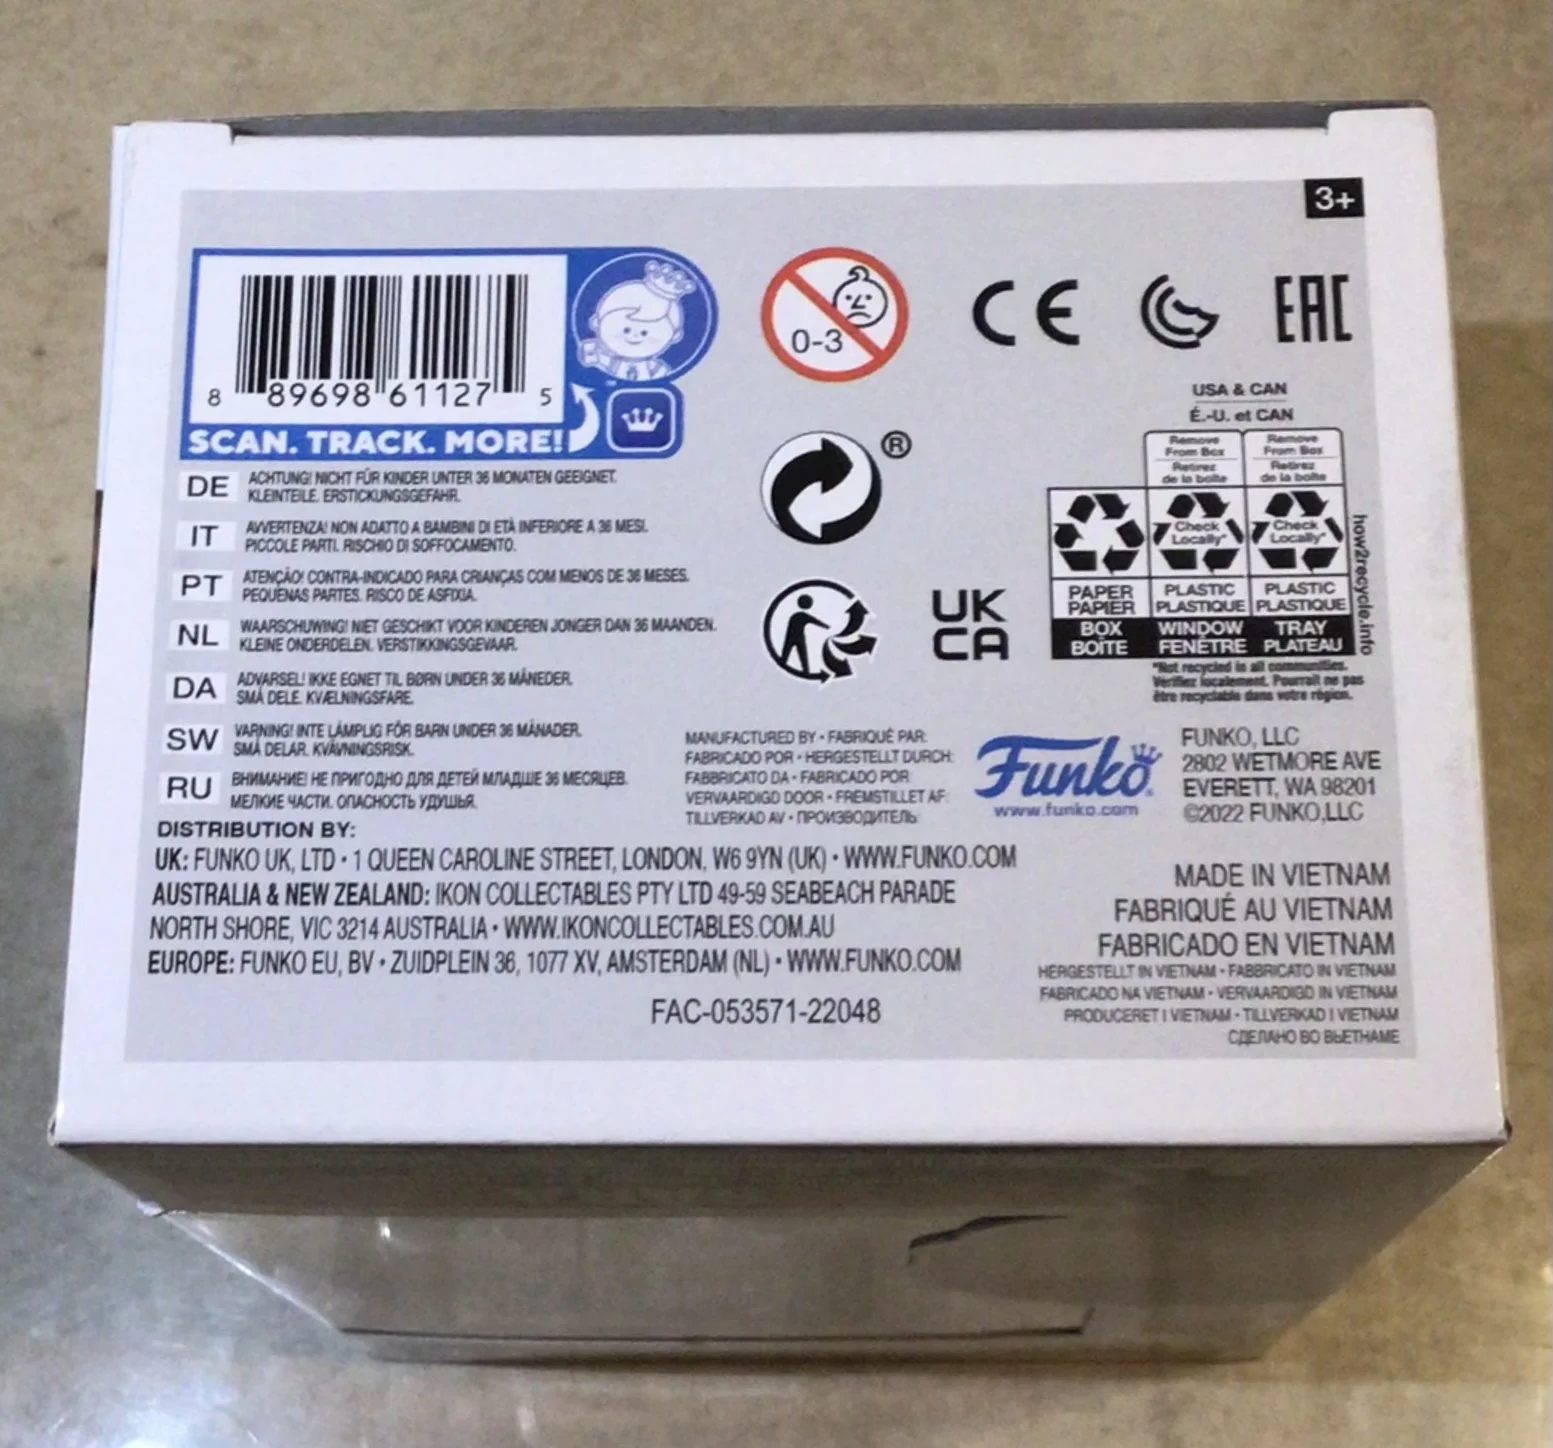 3+
8 89698 61127 5
SCAN. TRACK. MORE!
0-3
CE
EAC
®
UK
CA
USA & CAN
É.-U. et CAN
Remove From Box
Retirez de la boîte
Remove From Box
Retirez de la boîte
Check Locally*
Check Locally*
PAPER PAPIER
PLASTIC PLASTIQUE
PLASTIC PLASTIQUE
BOX BOÎTE
WINDOW FENÊTRE
TRAY PLATEAU
how2recycle.info
*Not recycled in all communities.
Vérifiez localement. Pourrait ne pas
être recyclable dans votre région.
DE ACHTUNG! NICHT FÜR KINDER UNTER 36 MONATEN GEEIGNET.
KLEINTEILE. ERSTICKUNGSGEFAHR.
IT AVVERTENZA! NON ADATTO A BAMBINI DI ETÀ INFERIORE A 36 MESI.
PICCOLE PARTI. RISCHIO DI SOFFOCAMENTO.
PT ATENÇÃO! CONTRA-INDICADO PARA CRIANÇAS COM MENOS DE 36 MESES.
PEQUENAS PARTES. RISCO DE ASFIXIA.
NL WAARSCHUWING! NIET GESCHIKT VOOR KINDEREN JONGER DAN 36 MAANDEN.
KLEINE ONDERDELEN. VERSTIKKINGSGEVAAR.
DA ADVARSEL! IKKE EGNET TIL BØRN UNDER 36 MÅNEDER.
SMÅ DELE. KVÆLNINGSFARE.
SW VARNING! INTE LÄMPLIG FÖR BARN UNDER 36 MÅNADER.
SMÅ DELAR. KVÄVNINGSRISK.
RU ВНИМАНИЕ! НЕ ПРИГОДНО ДЛЯ ДЕТЕЙ МЛАДШЕ 36 МЕСЯЦЕВ.
МЕЛКИЕ ЧАСТИ. ОПАСНОСТЬ УДУШЬЯ.
MANUFACTURED BY • FABRIQUÉ PAR:
FABRICADO POR • HERGESTELLT DURCH:
FABBRICATO DA • FABRICADO POR:
VERVAARDIGD DOOR • FREMSTILLET AF:
TILLVERKAD AV • ПРОИЗВОДИТЕЛЬ
Funko
www.funko.com
FUNKO, LLC
2802 WETMORE AVE
EVERETT, WA 98201
©2022 FUNKO,LLC
DISTRIBUTION BY:
UK: FUNKO UK, LTD • 1 QUEEN CAROLINE STREET, LONDON, W6 9YN (UK) • WWW.FUNKO.COM
AUSTRALIA & NEW ZEALAND: IKON COLLECTABLES PTY LTD 49-59 SEABEACH PARADE
NORTH SHORE, VIC 3214 AUSTRALIA • WWW.IKONCOLLECTABLES.COM.AU
EUROPE: FUNKO EU, BV • ZUIDPLEIN 36, 1077 XV, AMSTERDAM (NL) • WWW.FUNKO.COM
FAC-053571-22048
MADE IN VIETNAM
FABRIQUÉ AU VIETNAM
FABRICADO EN VIETNAM
HERGESTELLT IN VIETNAM • FABBRICATO IN VIETNAM
FABRICADO NA VIETNAM • VERVAARDIGD IN VIETNAM
PRODUCERET I VIETNAM • TILLVERKAD I VIETNAM
СДЕЛАНО ВО ВЬЕТНАМЕ